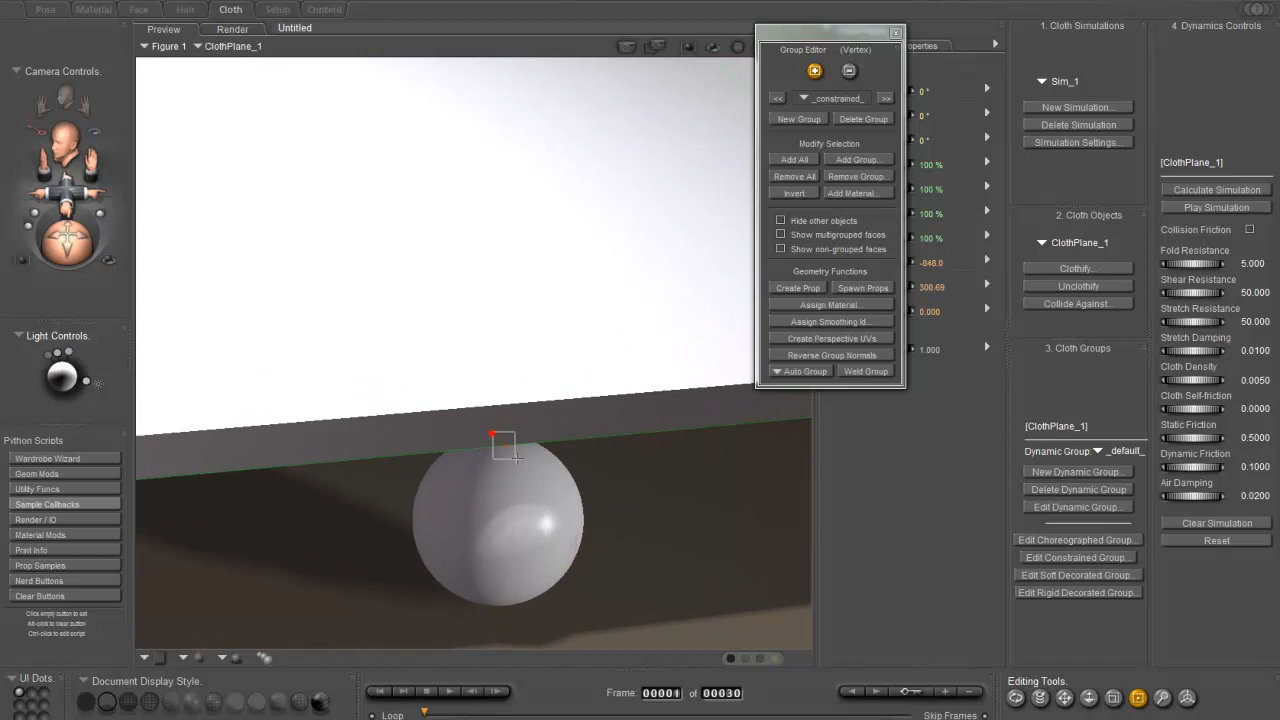 Pose Material Face Hair Cloth Setup Content
Preview Render Untitled
Figure 1 ClothPlane_1
Camera Controls.
Light Controls.
Python Scripts
Wardrobe Wizard
Geom Mods
Utility Funcs
Sample Callbacks
Render / IO
Material Mods
Print Info
Prop Samples
Nerd Buttons
Clear Buttons
Click empty button to set
Alt-click to clear button
Ctrl-click to edit script
UI Dots.
Document Display Style.
Group Editor (Vertex)
<< _constrained_ >>
New Group Delete Group
Modify Selection
Add All Add Group...
Remove All Remove Group...
Invert Add Material...
Hide other objects
Show multigrouped faces
Show non-grouped faces
Geometry Functions
Create Prop Spawn Props
Assign Material...
Assign Smoothing Id...
Create Perspective UVs
Reverse Group Normals
Auto Group Weld Group
operties
0 °
0 °
0 °
100 %
100 %
100 %
100 %
-848.0
300.69
0.000
1.000
1. Cloth Simulations
Sim_1
New Simulation...
Delete Simulation
Simulation Settings...
2. Cloth Objects
ClothPlane_1
Clothify...
Unclothify
Collide Against...
3. Cloth Groups
[ClothPlane_1]
Dynamic Group: _default_
New Dynamic Group...
Delete Dynamic Group
Edit Dynamic Group...
Edit Choreographed Group...
Edit Constrained Group...
Edit Soft Decorated Group...
Edit Rigid Decorated Group...
4. Dynamics Controls
[ClothPlane_1]
Calculate Simulation
Play Simulation
Collision Friction
Fold Resistance
5.000
Shear Resistance
50.000
Stretch Resistance
50.000
Stretch Damping
0.0100
Cloth Density
0.0050
Cloth Self-friction
0.0000
Static Friction
0.5000
Dynamic Friction
0.1000
Air Damping
0.0200
Clear Simulation
Reset
Frame: 00001 of 00030
Loop
Skip Frames
Editing Tools.